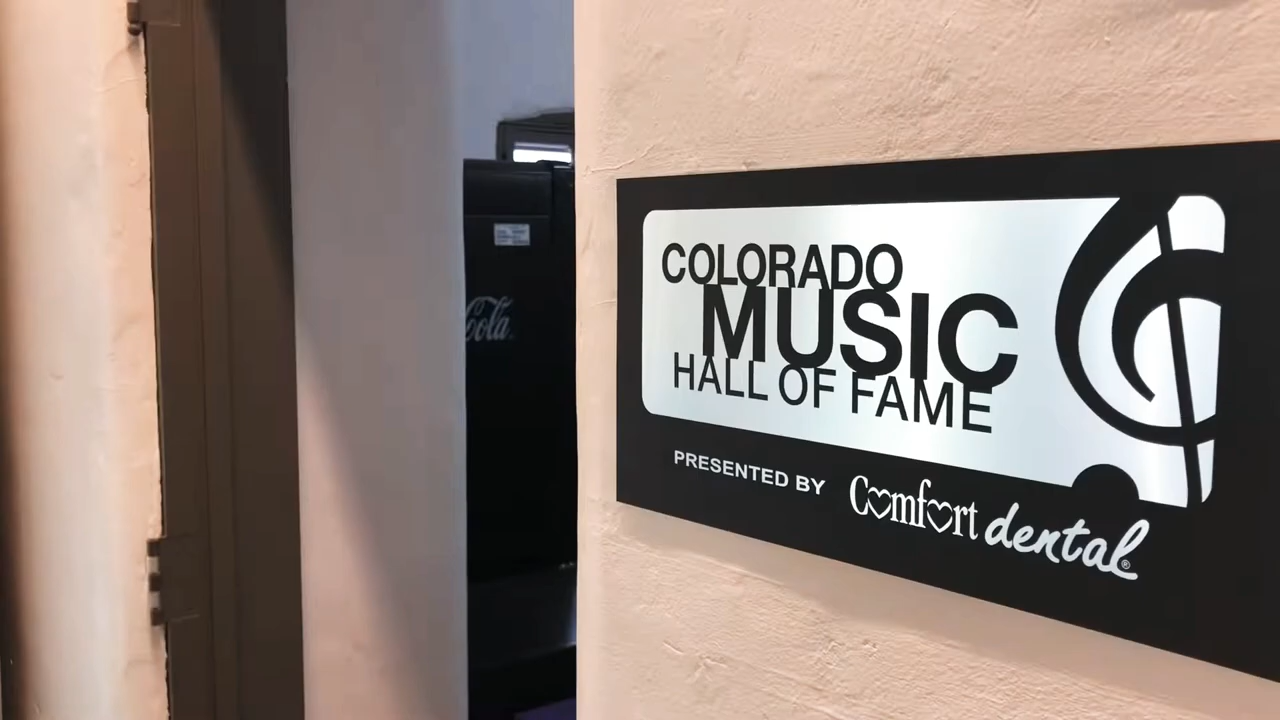 Cola
COLORADO
MUSIC
HALL OF FAME
PRESENTED BY Comfort dental®